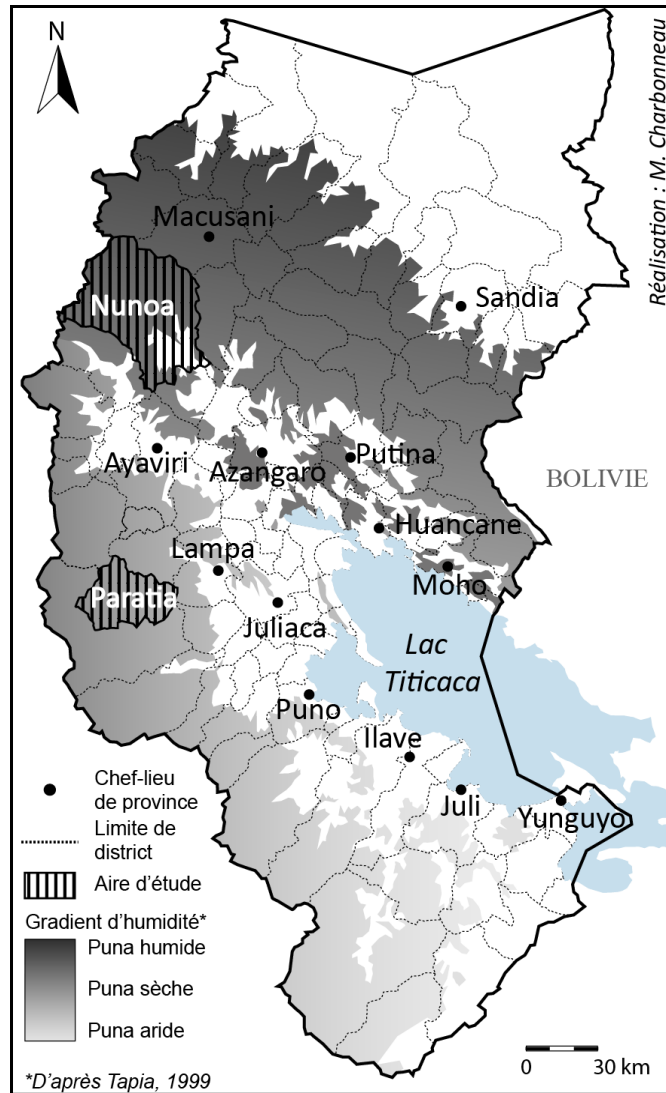 N
Réalisation : M. Charbonneau
Macusani
Nunoa
Sandia
Ayaviri
Azangaro
Putina
BOLIVIE
Huancane
Lampa
Moho
Paratia
Juliaca
Lac
Titicaca
Puno
Ilave
Juli
Yunguyo
Chef-lieu
de province
Limite de
district
Aire d'étude
Gradient d'humidité*
Puna humide
Puna sèche
Puna aride
*D'après Tapia, 1999
0 30 km